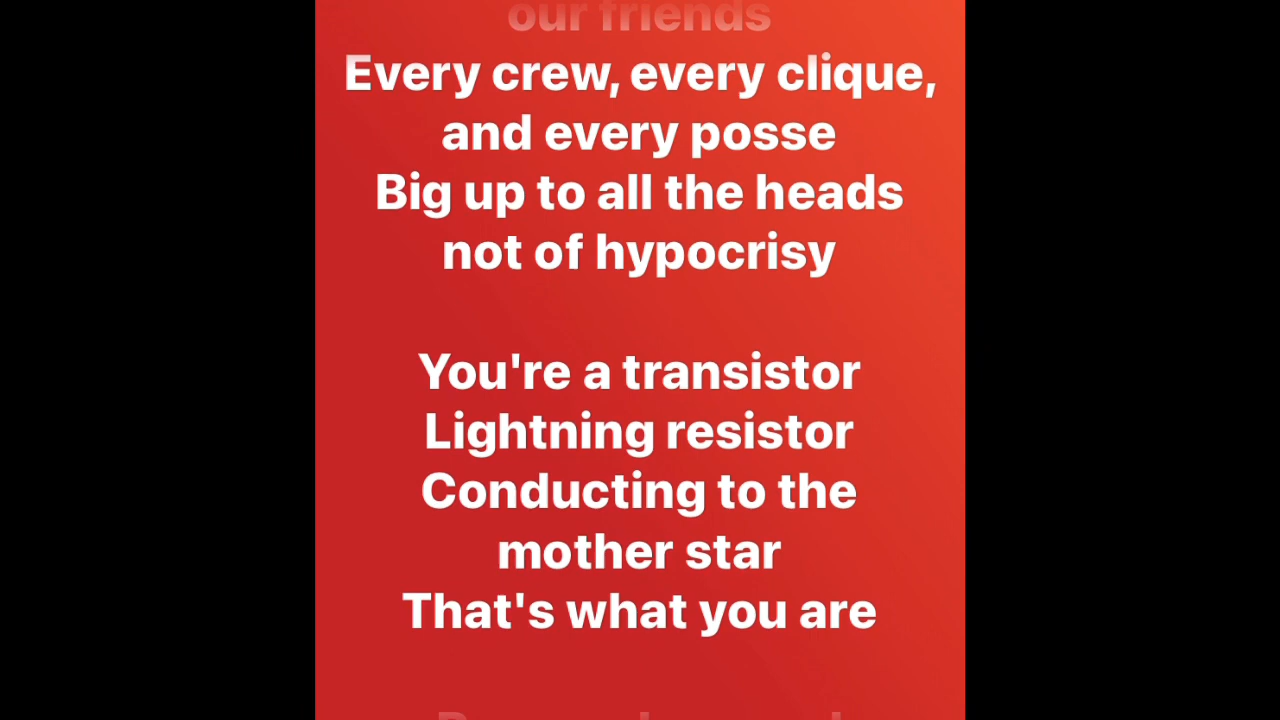 our friends
Every crew, every clique,
and every posse
Big up to all the heads
not of hypocrisy
You're a transistor
Lightning resistor
Conducting to the
mother star
That's what you are